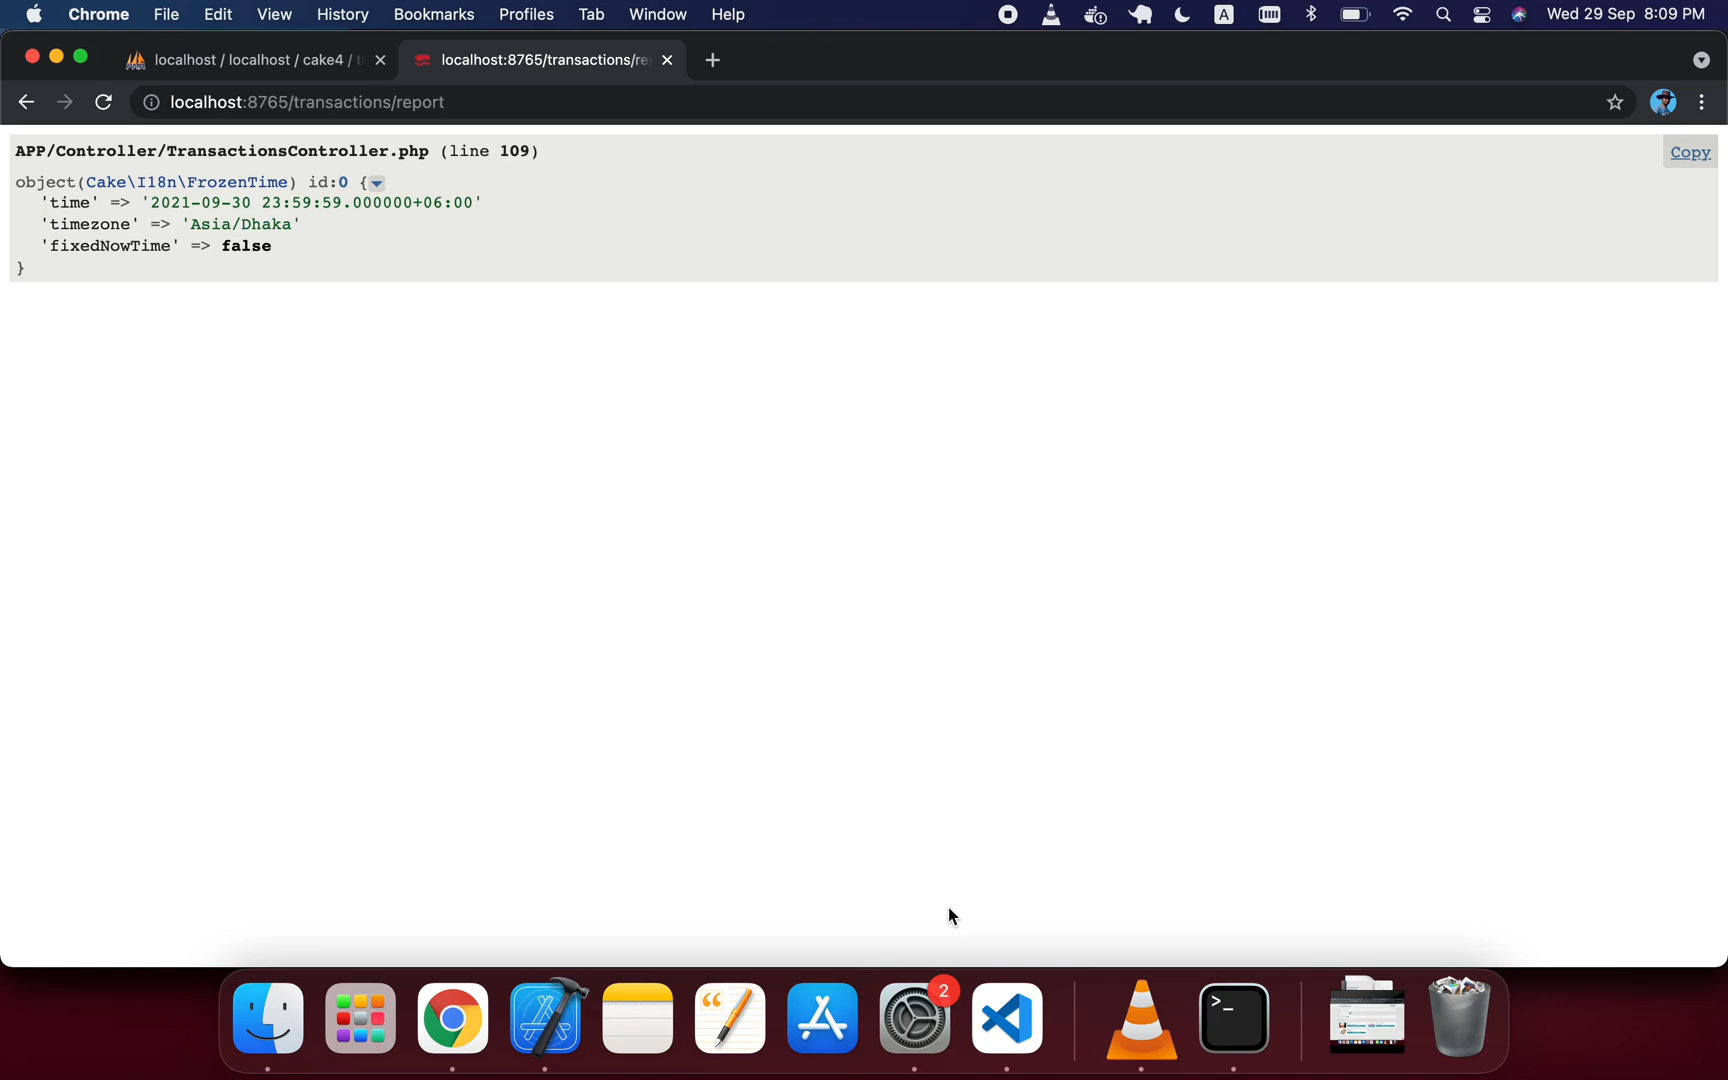 Chrome File Edit View History Bookmarks Profiles Tab Window Help A Wed 29 Sep 8:09 PM
localhost / localhost / cake4 / t localhost:8765/transactions/re
localhost:8765/transactions/report
APP/Controller/TransactionsController.php (line 109) Copy
object(Cake\I18n\FrozenTime) id:0 {
'time' => '2021-09-30 23:59:59.000000+06:00'
'timezone' => 'Asia/Dhaka'
'fixedNowTime' => false
}
2